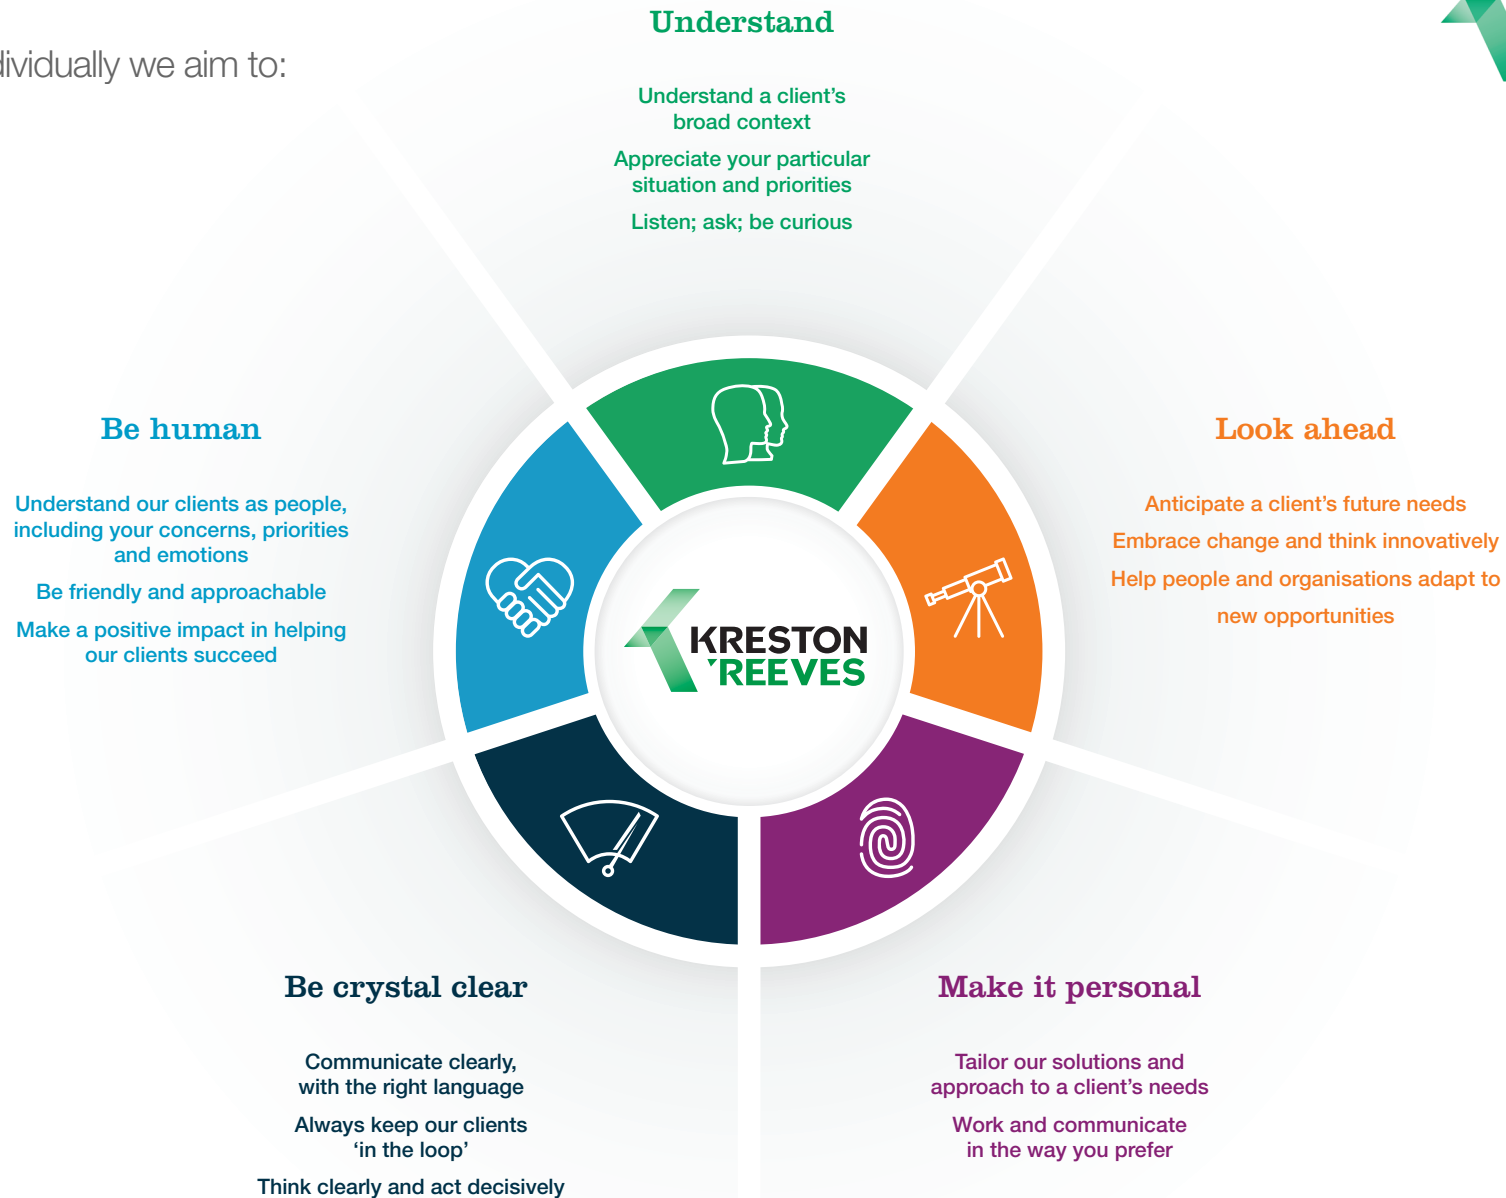 dividually we aim to:
Understand
Understand a client’s
broad context
Appreciate your particular
situation and priorities
Listen; ask; be curious
Look ahead
Anticipate a client’s future needs
Embrace change and think innovatively
Help people and organisations adapt to
new opportunities
Be human
Understand our clients as people,
including your concerns, priorities
and emotions
Be friendly and approachable
Make a positive impact in helping
our clients succeed
KRESTON
REEVES
Be crystal clear
Communicate clearly,
with the right language
Always keep our clients
‘in the loop’
Think clearly and act decisively
Make it personal
Tailor our solutions and
approach to a client’s needs
Work and communicate
in the way you prefer